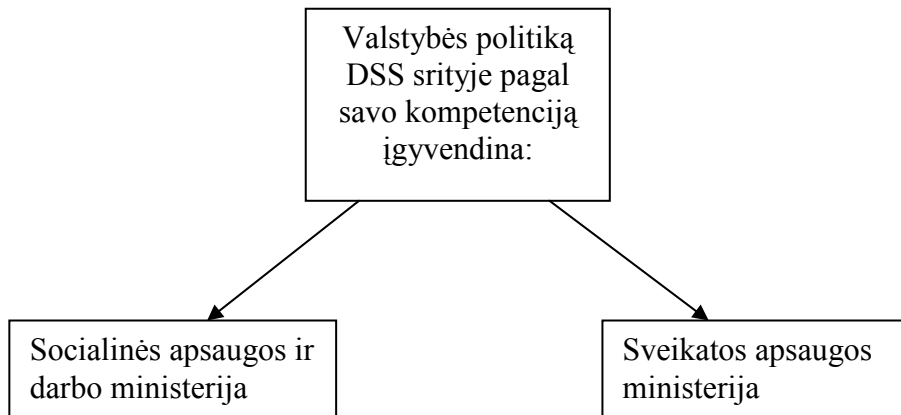 Valstybės politiką
DSS srityje pagal
savo kompetenciją
įgyvendina:
Socialinės apsaugos ir
darbo ministerija
Sveikatos apsaugos
ministerija